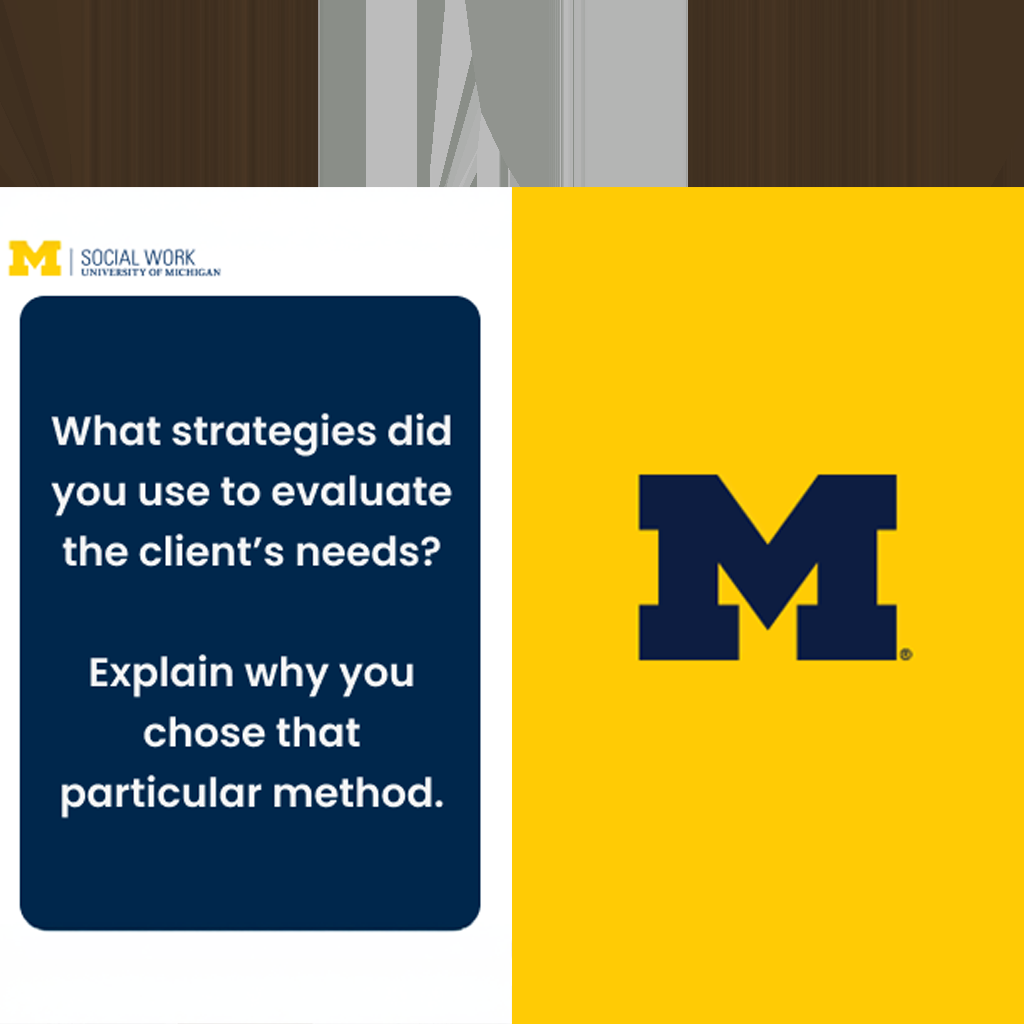 M
SOCIAL WORK
UNIVERSITY OF MICHIGAN
What strategies did
you use to evaluate
the client’s needs?
Explain why you
chose that
particular method.
M
®